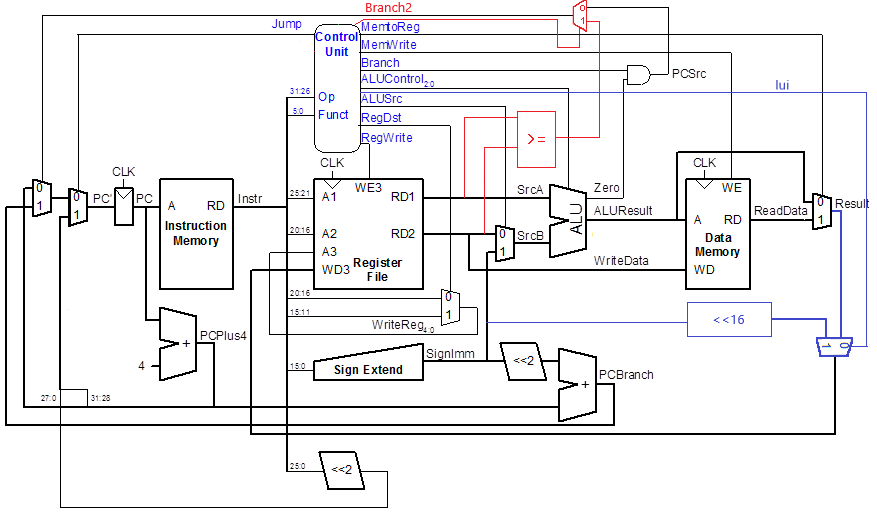 Branch2
0
1
Jump
MemtoReg
Control
Unit
MemWrite
Branch
PCSrc
ALUControl2:0
lui
31:26
Op
ALUSrc
5:0
Funct
RegDst
>=
RegWrite
CLK
CLK
CLK
0
1
0
1
PC'
PC
A
RD
Instr
Instruction
Memory
25:21
A1
WE3
RD1
SrcA
Zero
WE
0
1
Result
20:16
A2
RD2
0
1
SrcB
ALU
ALUResult
A
RD
ReadData
Data
Memory
A3
WD3
Register
File
WriteData
WD
20:16
0
1
15:11
WriteReg4:0
<<16
PCPlus4
+
4
SignImm
15:0
Sign Extend
<<2
1
0
PCBranch
+
27:0
31:28
25:0
<<2